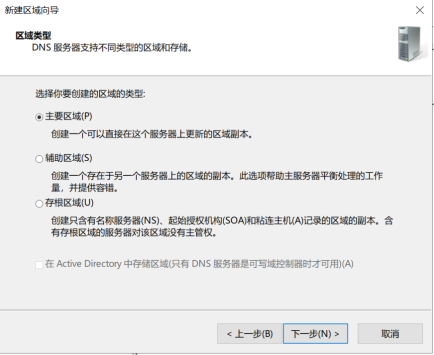 新建区域向导
区域类型
DNS 服务器支持不同类型的区域和存储。
选择你要创建的区域的类型:
主要区域(P)
创建一个可以直接在这个服务器上更新的区域副本。
辅助区域(S)
创建一个存在于另一个服务器上的区域的副本。此选项帮助主服务器平衡处理的工作
量，并提供容错。
存根区域(U)
创建只含有名称服务器(NS)、起始授权机构(SOA)和粘连主机(A)记录的区域的副本。含
有存根区域的服务器对该区域没有主管权。
在 Active Directory 中存储区域(只有 DNS 服务器是可写域控制器时才可用)(A)
< 上一步(B) 下一步(N) > 取消